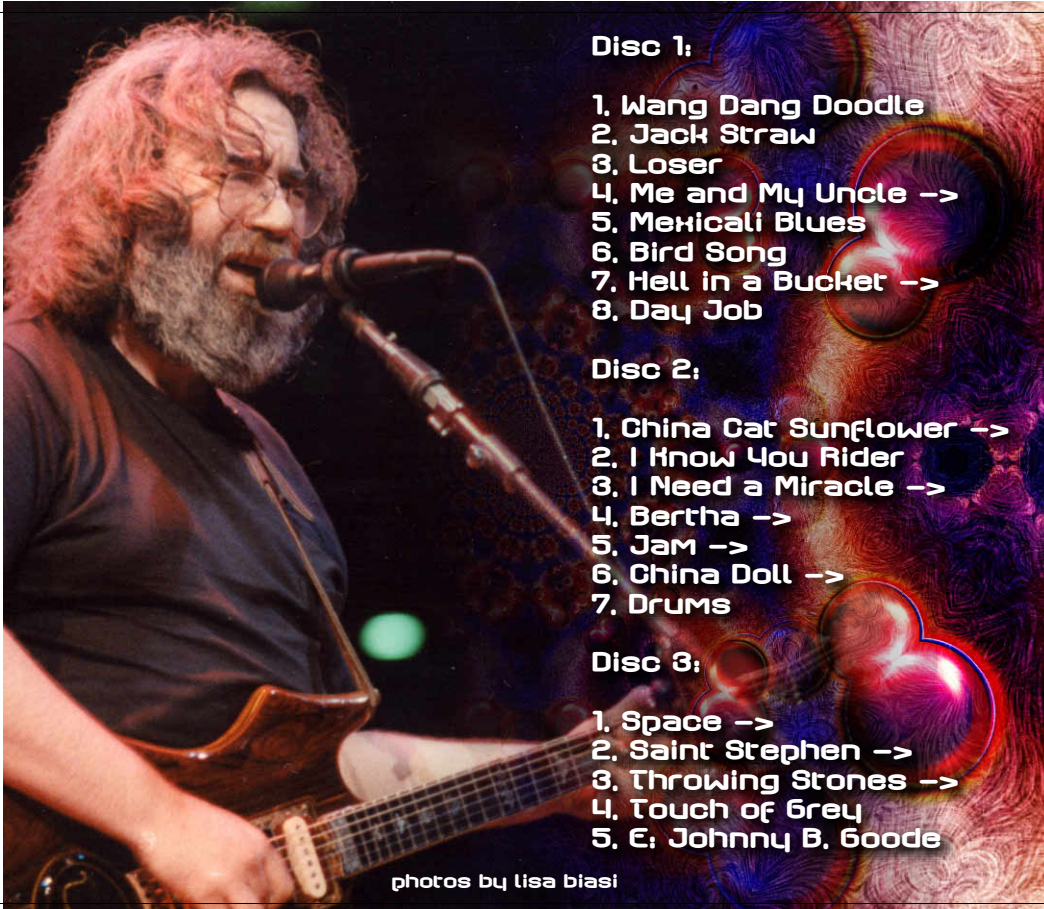 Disc 1:
1. Wang Dang Doodle
2. Jack Straw
3. Loser
4. Me and My Uncle ->
5. Mexicali Blues
6. Bird Song
7. Hell in a Bucket ->
8. Day Job
Disc 2:
1. China Cat Sunflower ->
2. I Know You Rider
3. I Need a Miracle ->
4. Bertha ->
5. Jam ->
6. China Doll ->
7. Drums
Disc 3:
1. Space ->
2. Saint Stephen ->
3. Throwing Stones ->
4. Touch of Grey
5. E: Johnny B. Goode
photos by lisa biasi